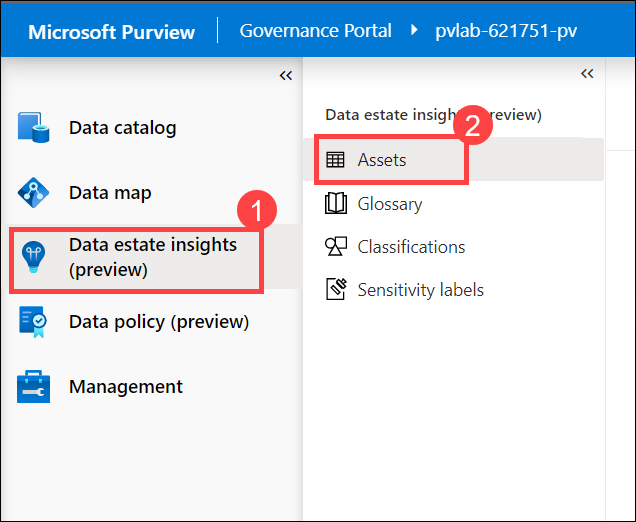 Microsoft Purview
Governance Portal
pvlab-621751-pv
Data catalog
Data map
1
Data estate insights
(preview)
Data policy (preview)
Management
Data estate insigh
review)
2
Assets
Glossary
Classifications
Sensitivity labels